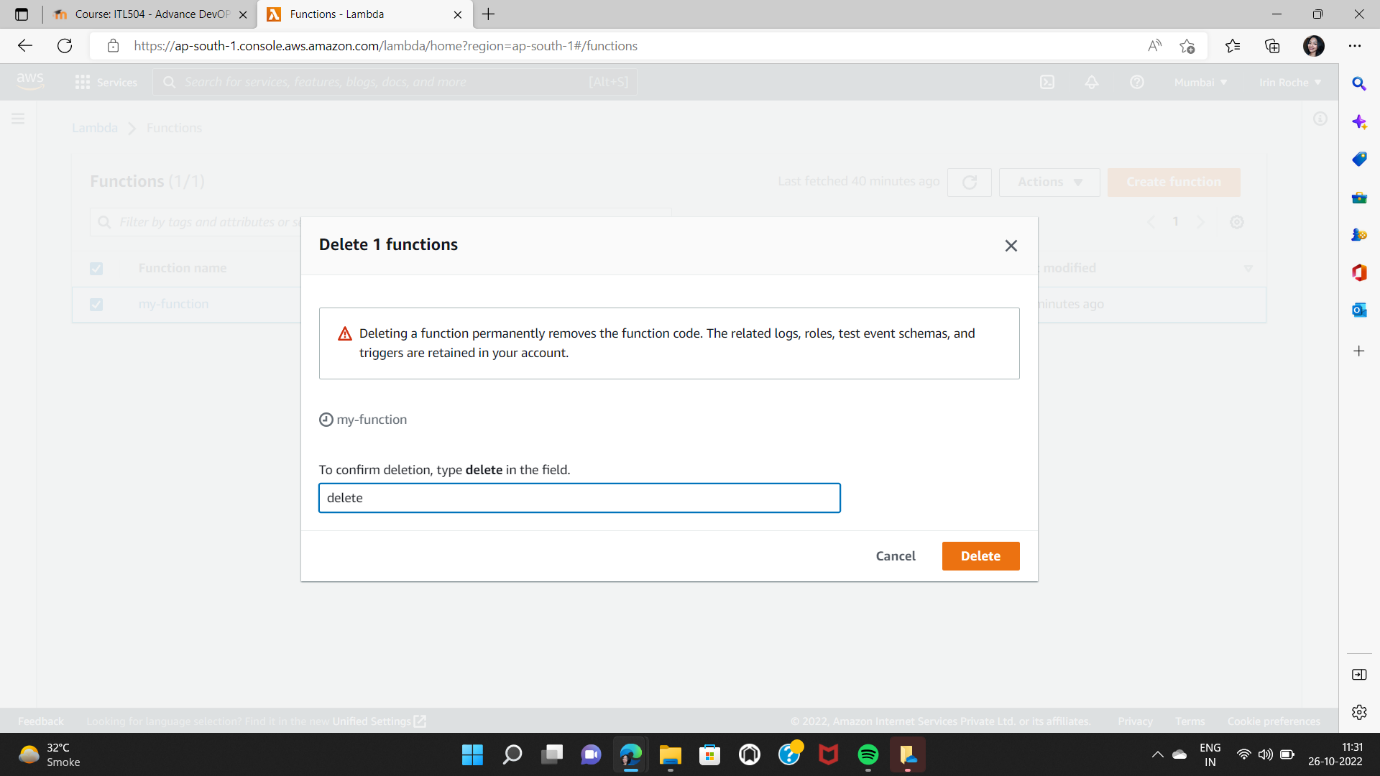 Course: ITL504 - Advance DevOP
Functions - Lambda
https://ap-south-1.console.aws.amazon.com/lambda/home?region=ap-south-1#/functions
aws
Services
Search for services, features, blogs, docs, and more
[Alt+S]
Mumbai
Irin Roche
Lambda
Functions
Functions (1/1)
Last fetched 40 minutes ago
Actions
Create function
Filter by tags and attributes or
1
Function name
modified
my-function
minutes ago
Delete 1 functions
Deleting a function permanently removes the function code. The related logs, roles, test event schemas, and
triggers are retained in your account.
my-function
To confirm deletion, type delete in the field.
delete
Cancel
Delete
Feedback
Looking for language selection? Find it in the new Unified Settings
© 2022, Amazon Internet Services Private Ltd. or its affiliates.
Privacy
Terms
Cookie preferences
32°C
Smoke
ENG
IN
11:31
26-10-2022